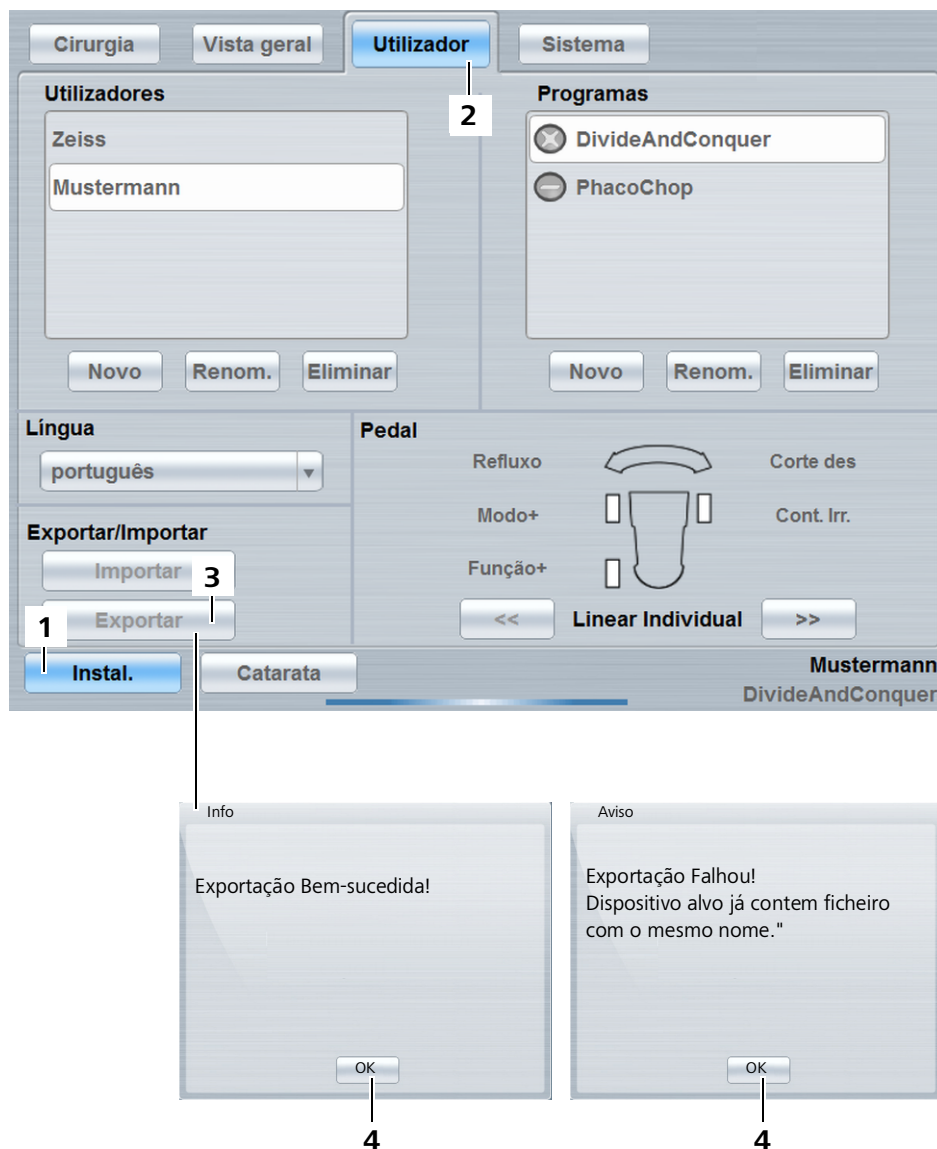 Cirurgia
Vista geral
Utilizador
Sistema
2
Utilizadores
Zeiss
Mustermann
Novo
Renom.
Eliminar
Programas
DivideAndConquer
PhacoChop
Novo
Renom.
Eliminar
Língua
português
Exportar/Importar
Importar
3
Exportar
1
Pedal
Refluxo
Corte des
Modo+
Cont. Irr.
Função+
<<
Linear Individual
>>
Instal.
Catarata
Mustermann
DivideAndConquer
Info
Exportação Bem-sucedida!
OK
4
Aviso
Exportação Falhou!
Dispositivo alvo já contem ficheiro
com o mesmo nome."
OK
4